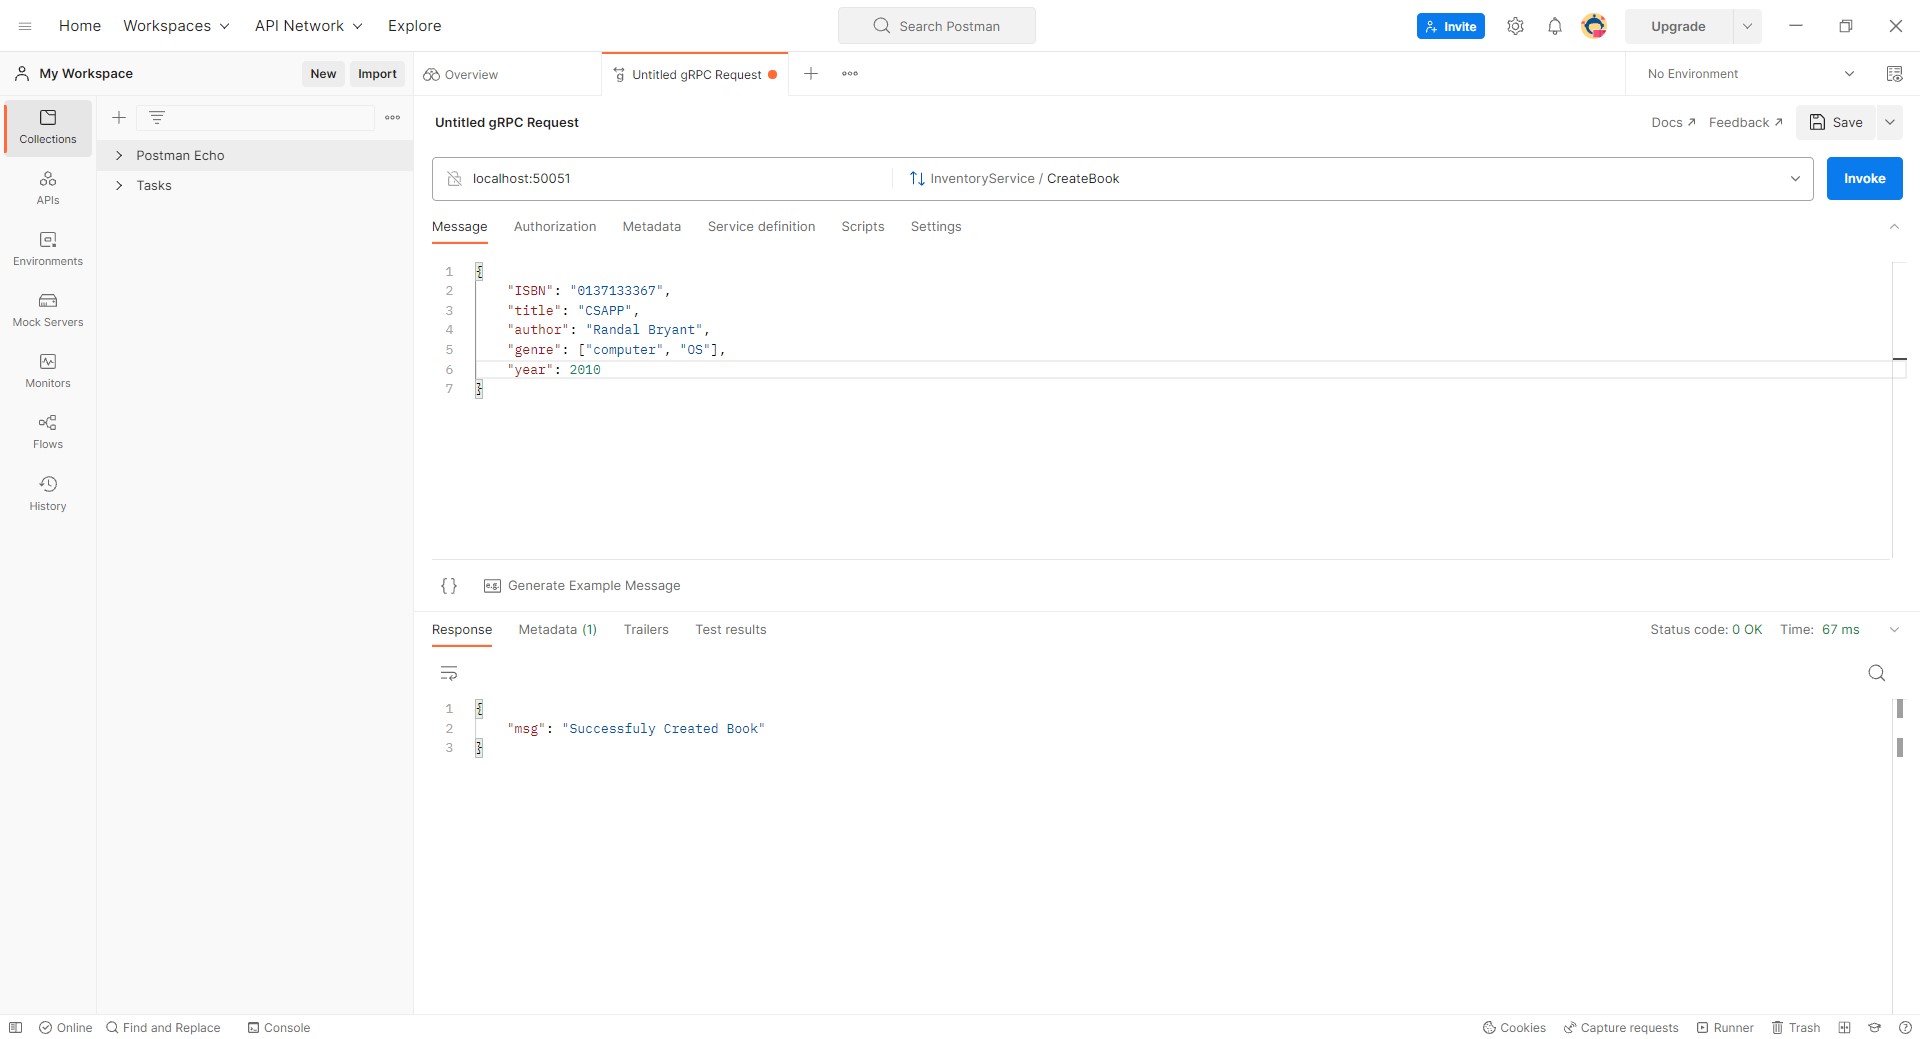 Home Workspaces API Network Explore Search Postman Invite Upgrade
My Workspace New Import Overview Untitled gRPC Request No Environment
Collections
APIs
Environments
Mock Servers
Monitors
Flows
History
Postman Echo
Tasks
Untitled gRPC Request Docs Feedback Save
localhost:50051 InventoryService / CreateBook Invoke
Message Authorization Metadata Service definition Scripts Settings
1 {
2 "ISBN": "0137133367",
3 "title": "CSAPP",
4 "author": "Randal Bryant",
5 "genre": ["computer", "OS"],
6 "year": 2010
7 }
{} e.g. Generate Example Message
Response Metadata (1) Trailers Test results Status code: 0 OK Time: 67 ms
1 {
2 "msg": "Successfuly Created Book"
3 }
Online Find and Replace Console Cookies Capture requests Runner Trash